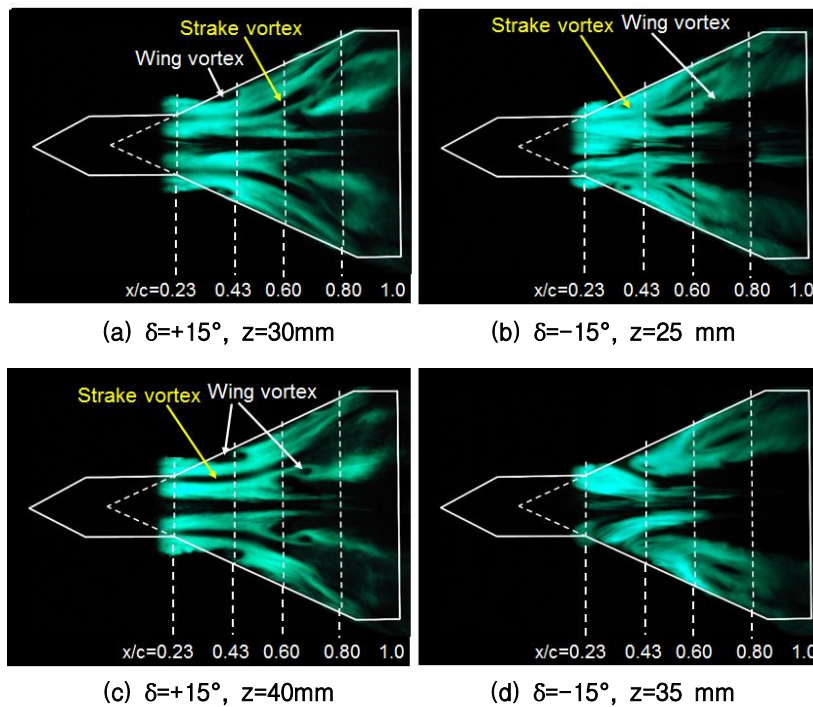 Strake vortex
Wing vortex
x/c=0.23 0.43 0.60 0.80 1.0
(a) δ=+15°, z=30mm
Wing vortex
Strake vortex
x/c=0.23 0.43 0.60 0.80 1.0
(b) δ=-15°, z=25 mm
Wing vortex
Strake vortex
x/c=0.23 0.43 0.60 0.80 1.0
(c) δ=+15°, z=40mm
x/c=0.23 0.43 0.60 0.80 1.0
(d) δ=-15°, z=35 mm